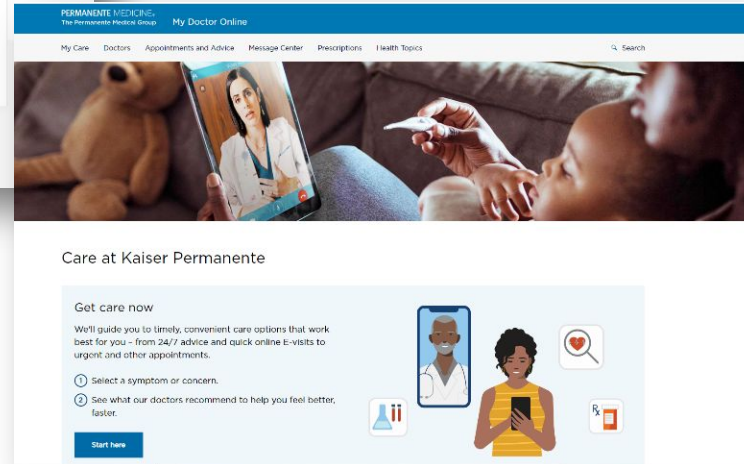 PERMANENTE MEDICINE®
The Permanente Medical Group
My Doctor Online
My Care Doctors Appointments and Advice Message Center Prescriptions Health Topics Search
Care at Kaiser Permanente
Get care now
We'll guide you to timely, convenient care options that work
best for you – from 24/7 advice and quick online E-visits to
urgent and other appointments.
1 Select a symptom or concern.
2 See what our doctors recommend to help you feel better,
faster.
Start here
Rx